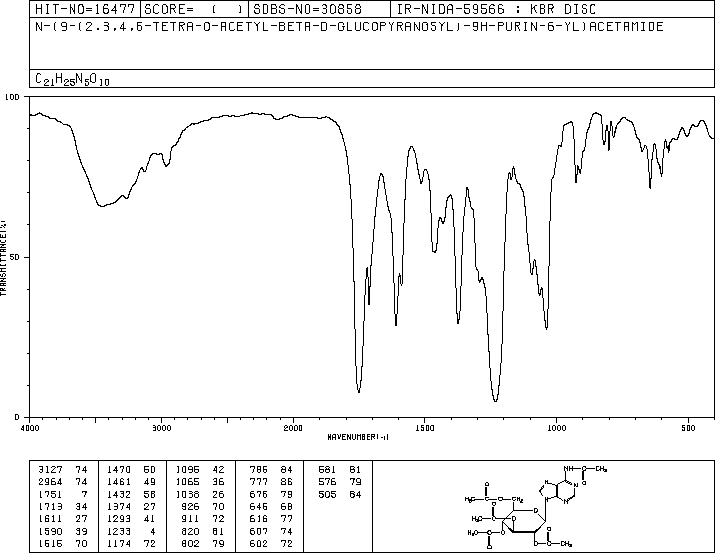 HIT-NO=16477 SCORE= ( ) SDBS-NO=30858 IR-NIDA-59566 : KBR DISC
N-(9-(2,3,4,6-TETRA-O-ACETYL-BETA-D-GLUCOPYRANOSYL)-9H-PURIN-6-YL)ACETAMIDE
C21H25N5O10
100
50
0
TRANSMITTANCE(%)
4000 3000 2000 1500 1000 500
WAVENUMBER(-1)
3127 74 1470 50 1096 42 786 84 581 81
2964 74 1461 49 1065 36 777 86 576 79
1751 7 1432 58 1038 26 676 79 505 84
1713 34 1374 27 926 70 646 68
1611 27 1293 41 911 72 616 77
1590 39 1233 4 820 81 607 74
1516 70 1174 72 802 79 602 72